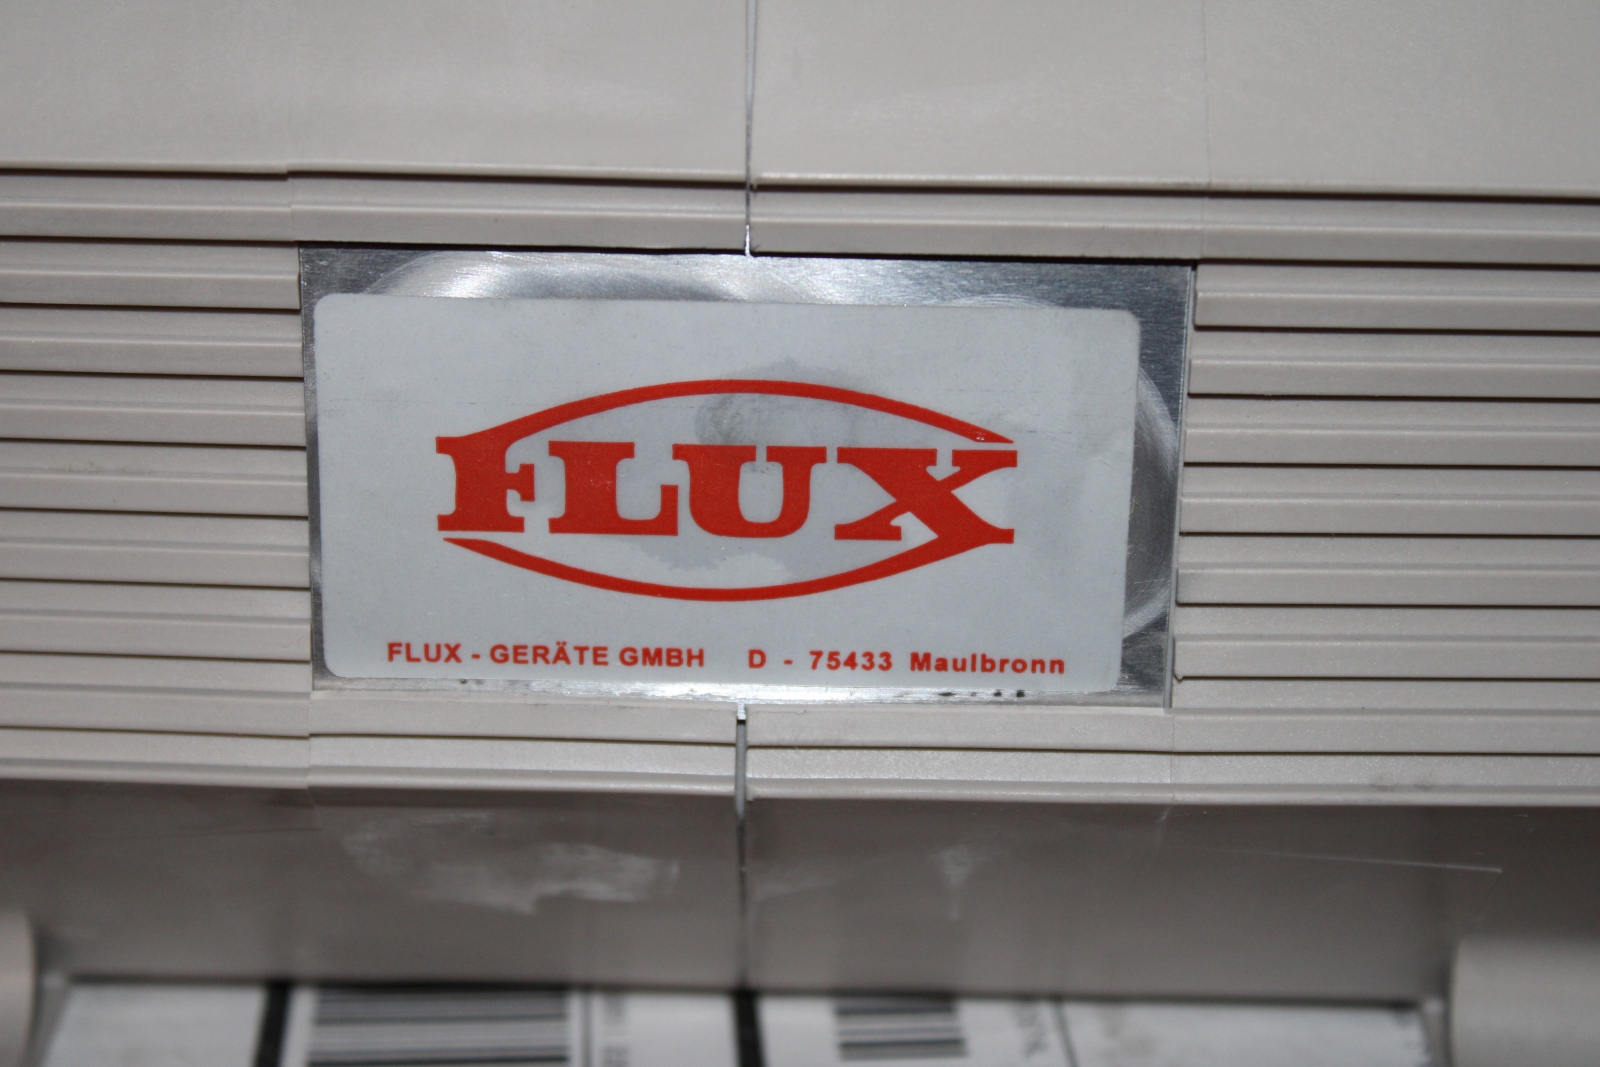 FLUX
FLUX - GERÄTE GMBH D - 75433 Maulbronn